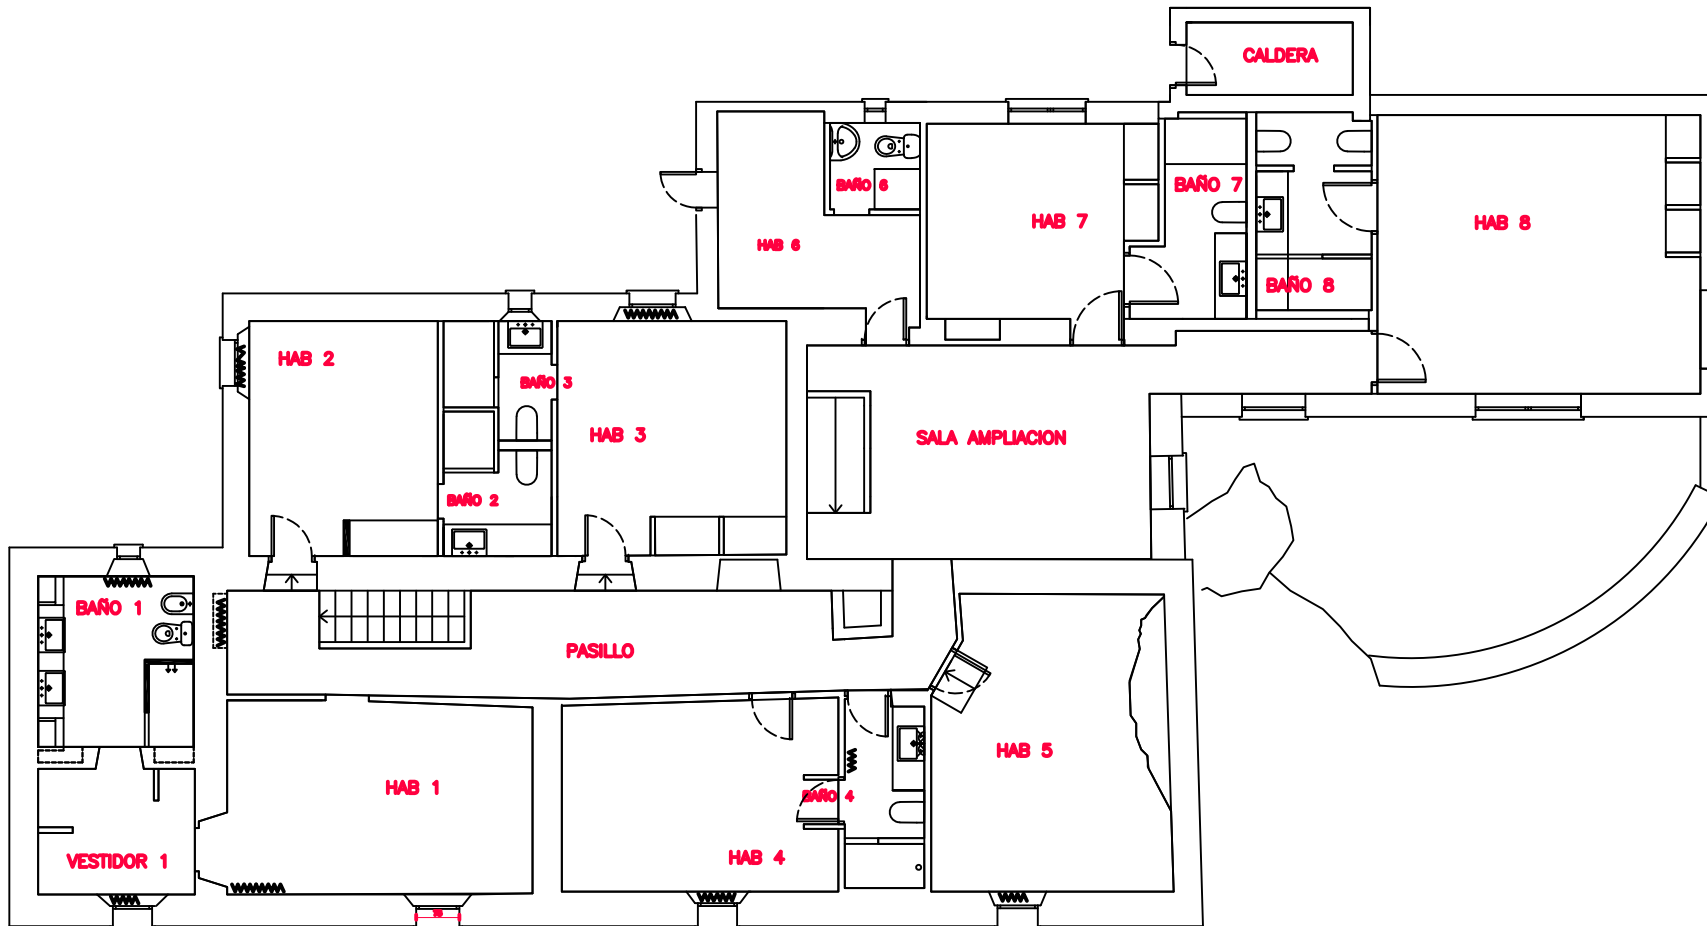 CALDERA
BAÑO 6
BAÑO 7
HAB 7
HAB 8
HAB 6
BAÑO 8
HAB 2
BAÑO 3
HAB 3
SALA AMPLIACION
BAÑO 2
BAÑO 1
PASILLO
HAB 5
HAB 1
BAÑO 4
HAB 4
VESTIDOR 1